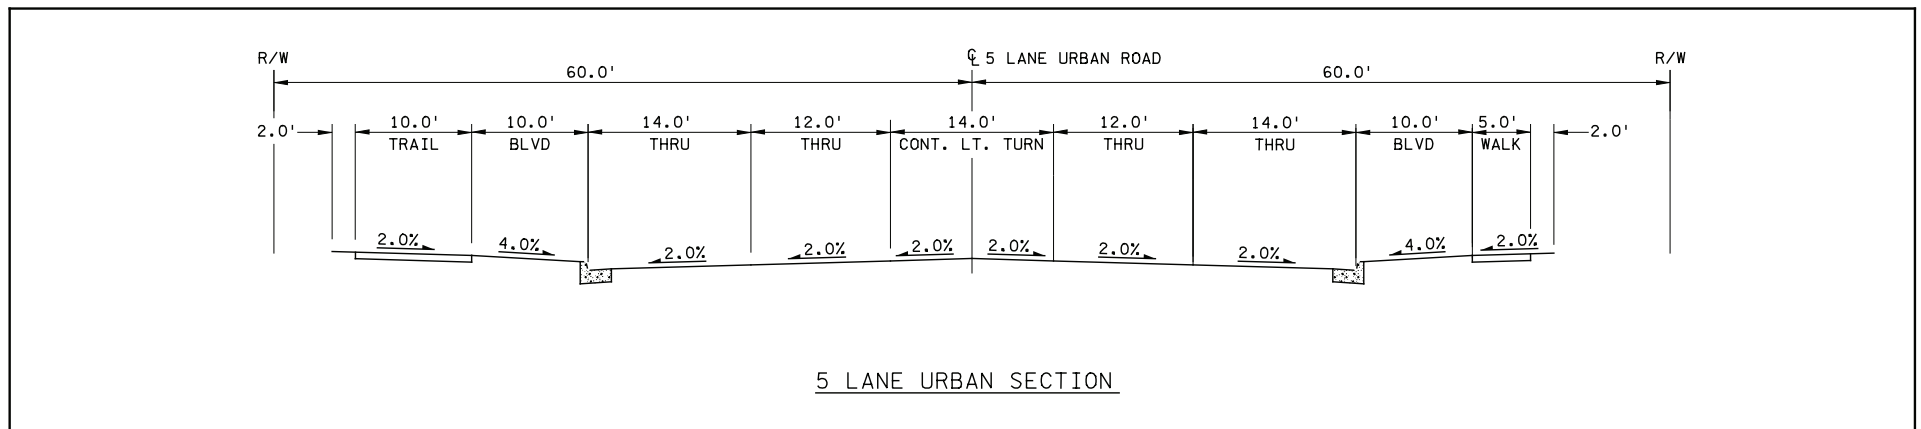 R/W ℄ 5 LANE URBAN ROAD R/W
60.0' 60.0'
2.0' 10.0' 10.0' 14.0' 12.0' 14.0' 12.0' 14.0' 10.0' 5.0' 2.0'
TRAIL BLVD THRU THRU CONT. LT. TURN THRU THRU BLVD WALK
2.0% 4.0% 2.0% 2.0% 2.0% 2.0% 2.0% 2.0% 4.0% 2.0%
5 LANE URBAN SECTION